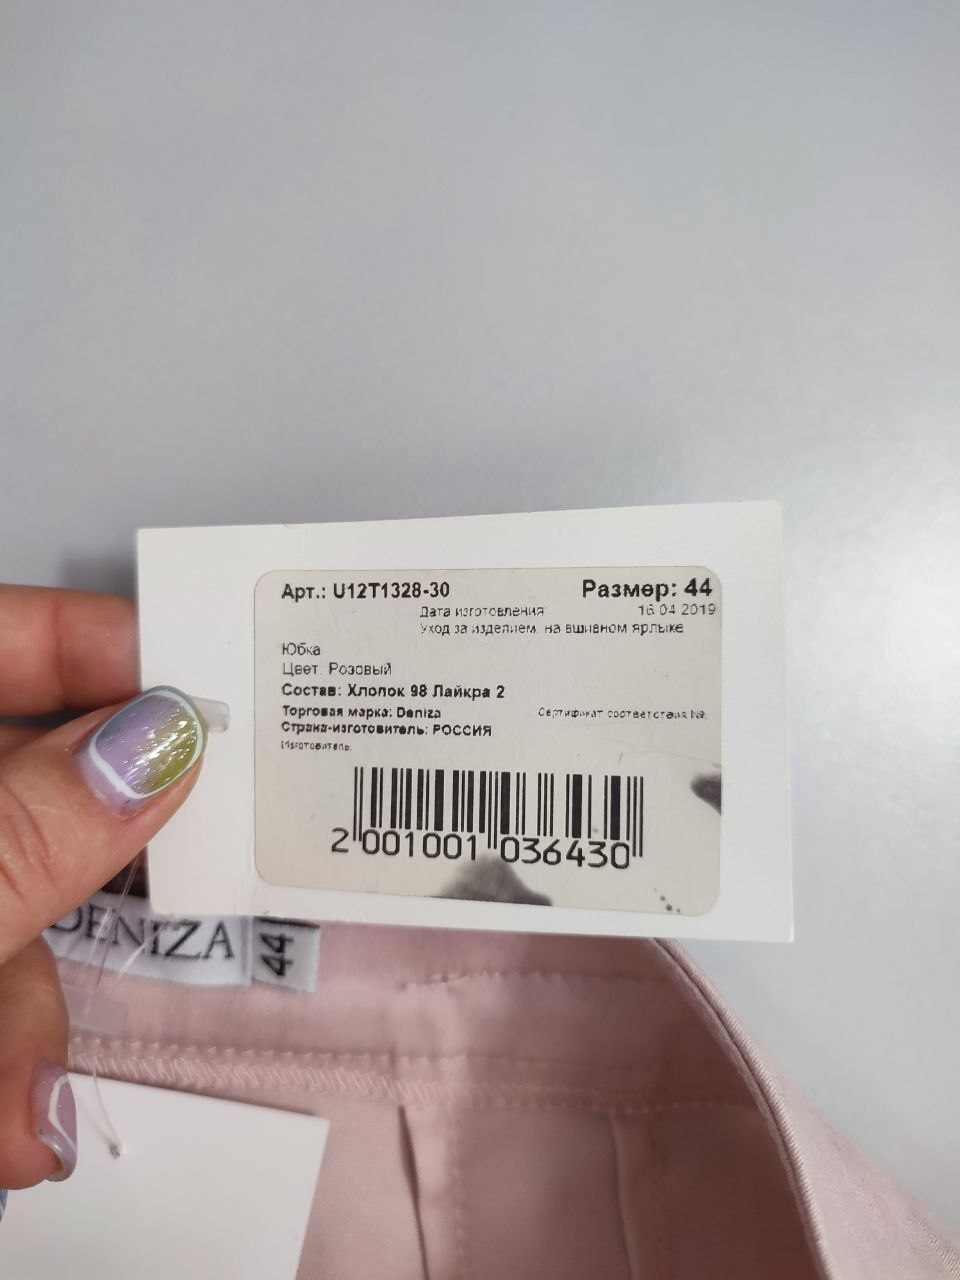 Арт.: U12T1328-30 Размер: 44
Дата изготовления: 16.04.2019
Уход за изделием, на вшивном ярлыке
Юбка
Цвет: Розовый
Состав: Хлопок 98 Лайкра 2
Торговая марка: Deniza Сертификат соответствия №:
Страна-изготовитель: РОССИЯ
Изготовитель:
2 001001 036430
DENIZA 44